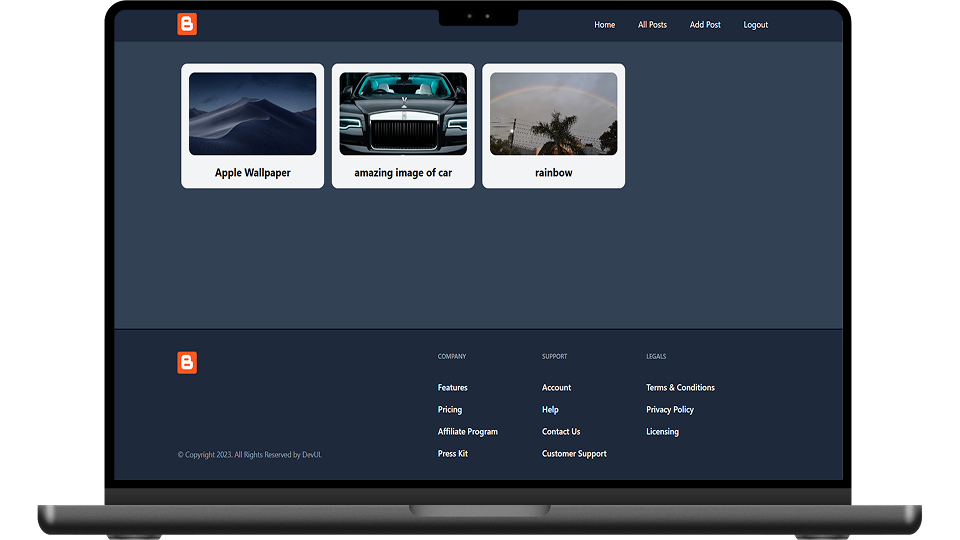 Home All Posts Add Post Logout
Apple Wallpaper
amazing image of car
rainbow
COMPANY
Features
Pricing
Affiliate Program
Press Kit
SUPPORT
Account
Help
Contact Us
Customer Support
LEGALS
Terms & Conditions
Privacy Policy
Licensing
© Copyright 2023. All Rights Reserved by DevUI.